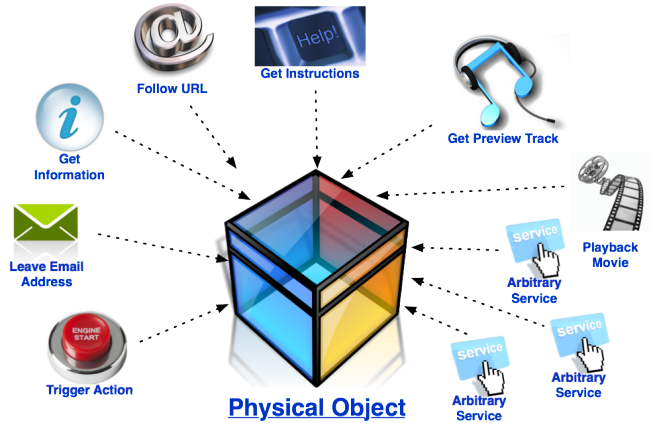 @
Help!
Follow URL
Get Instructions
Get Preview Track
i
Get
Information
service
Playback
Movie
Leave Email
Address
Arbitrary
Service
ENGINE
START
service
service
Trigger Action
Arbitrary
Service
Arbitrary
Service
Physical Object